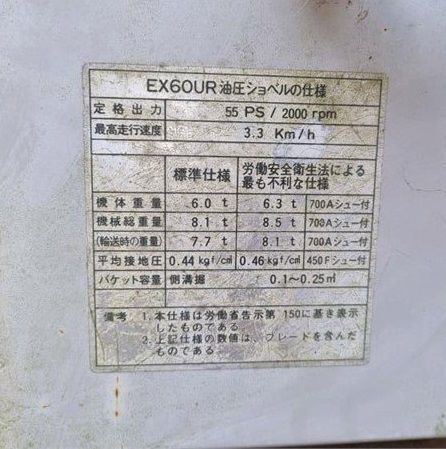 EX60UR油圧ショベルの仕様
定格出力 55 PS / 2000 rpm
最高走行速度 3.3 Km/h
標準仕様 労働安全衛生法による
最も不利な仕様
機体重量 6.0 t 6.3 t 700Aシュー付
機械総重量 8.1 t 8.5 t 700Aシュー付
(輸送時の重量) 7.7 t 8.1 t 700Aシュー付
平均接地圧 0.44 kgf/c㎡ 0.46 kgf/c㎡ 450Fシュー付
バケット容量 側溝掘 0.1〜0.25㎥
備考 1. 本仕様は労働省告示第 150に基き表示
したものである
2. 上記仕様の数値は、ブレードを含んだ
ものである